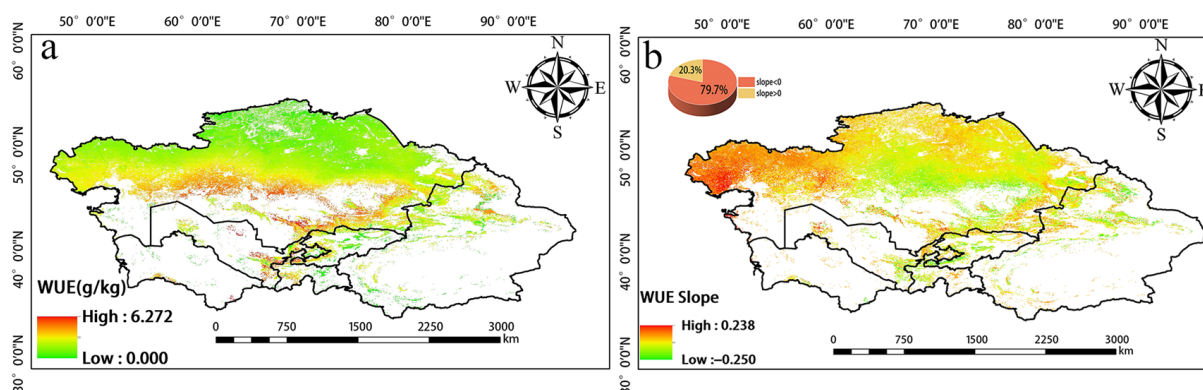 50° 0'0"E 60° 0'0"E 70° 0'0"E 80° 0'0"E 90° 0'0"E
a
N
W E
S
60° 0'0"N
50° 0'0"N
40° 0'0"N
30° 0'0"N
WUE(g/kg)
High : 6.272
Low : 0.000
0 750 1500 2250 3000
km
50° 0'0"E 60° 0'0"E 70° 0'0"E 80° 0'0"E 90° 0'0"E
b
20.3%
79.7%
slope<0
slope>0
N
W E
S
60° 0'0"N
50° 0'0"N
40° 0'0"N
30° 0'0"N
WUE Slope
High : 0.238
Low : −0.250
0 750 1500 2250 3000
km